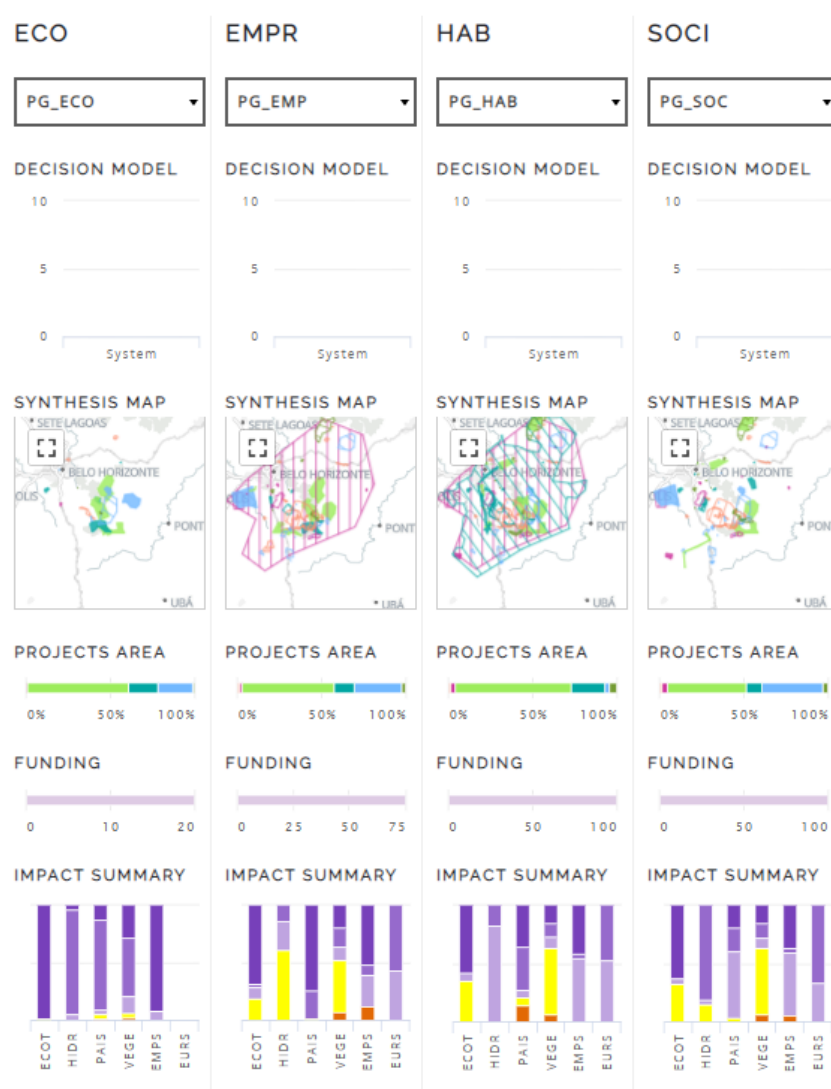 ECO EMPR HAB SOCI
PG_ECO PG_EMP PG_HAB PG_SOC
DECISION MODEL DECISION MODEL DECISION MODEL DECISION MODEL
10 10 10 10
5 5 5 5
0 0 0 0
System System System System
SYNTHESIS MAP SYNTHESIS MAP SYNTHESIS MAP SYNTHESIS MAP
SETE LAGOAS SETE LAGOAS SETE LAGOAS SETE LAGOAS
BELO HORIZONTE BELO HORIZONTE BELO HORIZONTE BELO HORIZONTE
OLIS OLIS
PONT PONT PONT PON
UBÁ UBÁ UBÁ UBÁ
PROJECTS AREA PROJECTS AREA PROJECTS AREA PROJECTS AREA
0% 50% 100% 0% 50% 100% 0% 50% 100% 0% 50% 100%
FUNDING FUNDING FUNDING FUNDING
0 10 20 0 25 50 75 0 50 100 0 50 100
IMPACT SUMMARY IMPACT SUMMARY IMPACT SUMMARY IMPACT SUMMARY
ECOT HIDR PAIS VEGE EMPS EURS ECOT HIDR PAIS VEGE EMPS EURS ECOT HIDR PAIS VEGE EMPS EURS ECOT HIDR PAIS VEGE EMPS EURS